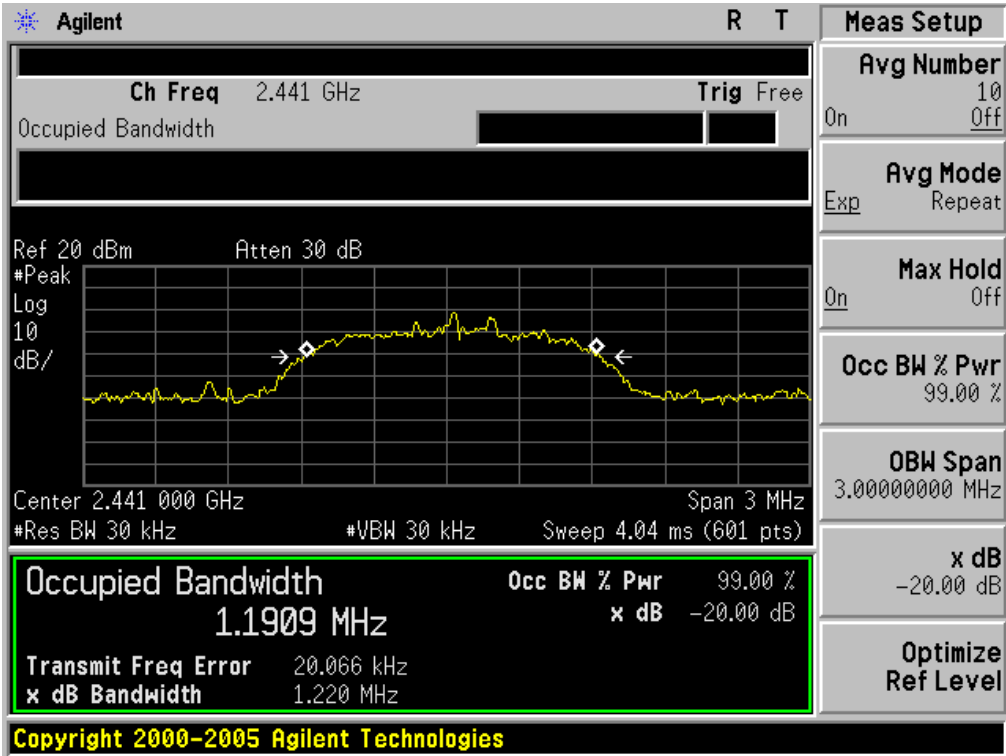 Agilent R T
Meas Setup
Ch Freq 2.441 GHz Trig Free
Occupied Bandwidth
Ref 20 dBm Atten 30 dB
#Peak
Log
10
dB/
Center 2.441 000 GHz Span 3 MHz
#Res BW 30 kHz #VBW 30 kHz Sweep 4.04 ms (601 pts)
Occupied Bandwidth Occ BW % Pwr 99.00 %
1.1909 MHz x dB -20.00 dB
Transmit Freq Error 20.066 kHz
x dB Bandwidth 1.220 MHz
Avg Number
10
On Off
Avg Mode
Exp Repeat
Max Hold
On Off
Occ BW % Pwr
99.00 %
OBW Span
3.00000000 MHz
x dB
-20.00 dB
Optimize
Ref Level
Copyright 2000-2005 Agilent Technologies